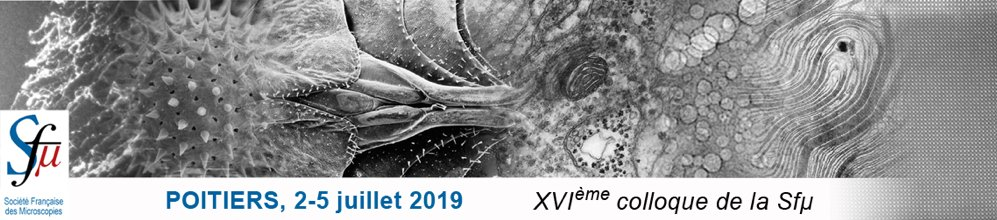 Sfµ
Société Française
des Microscopies
POITIERS, 2-5 juillet 2019 XVIème colloque de la Sfµ